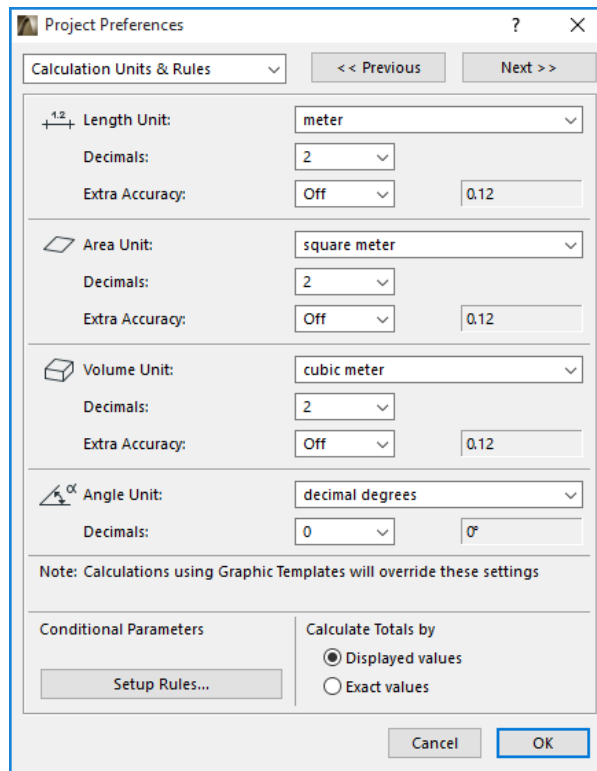 Project Preferences ?
Calculation Units & Rules << Previous Next >>
1.2 Length Unit: meter
Decimals: 2
Extra Accuracy: Off 0.12
Area Unit: square meter
Decimals: 2
Extra Accuracy: Off 0.12
Volume Unit: cubic meter
Decimals: 2
Extra Accuracy: Off 0.12
α Angle Unit: decimal degrees
Decimals: 0 0°
Note: Calculations using Graphic Templates will override these settings
Conditional Parameters Calculate Totals by
Displayed values
Setup Rules... Exact values
Cancel OK